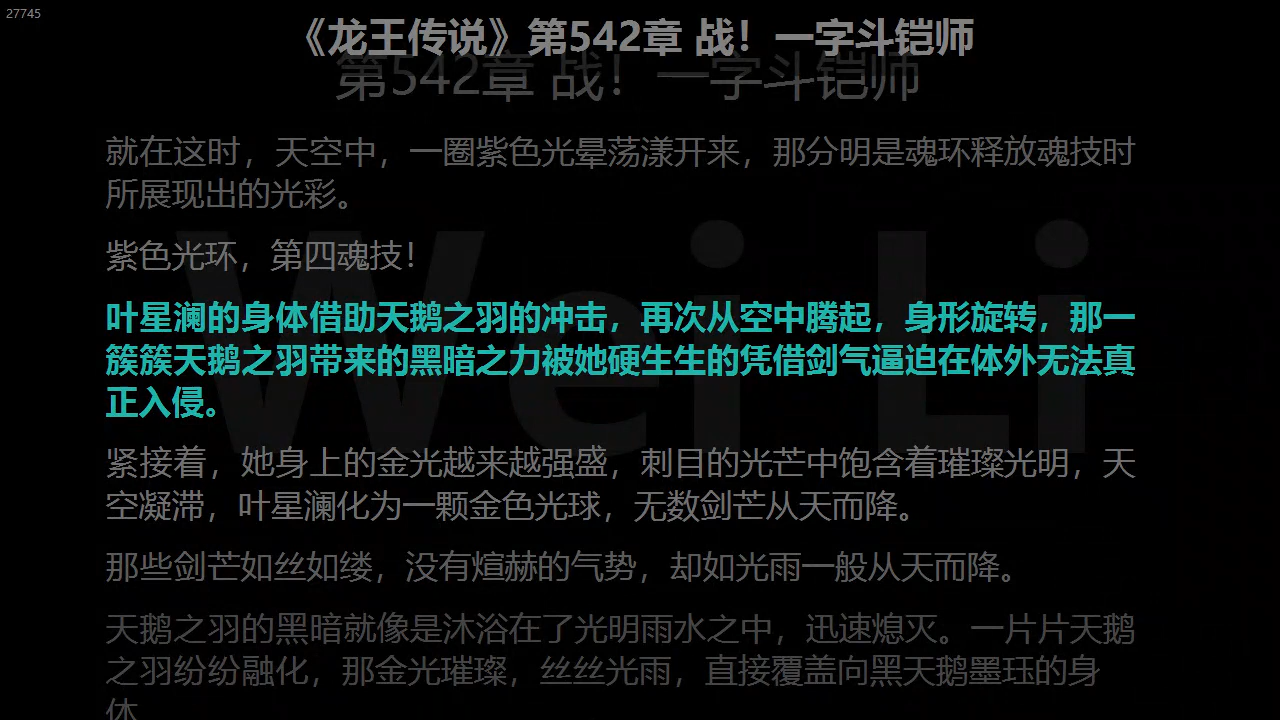 27745
《龙王传说》第542章 战！一字斗铠师
第542章 战！一字斗铠师
就在这时，天空中，一圈紫色光晕荡漾开来，那分明是魂环释放魂技时
所展现出的光彩。
紫色光环，第四魂技！
叶星澜的身体借助天鹅之羽的冲击，再次从空中腾起，身形旋转，那一
簇簇天鹅之羽带来的黑暗之力被她硬生生的凭借剑气逼迫在体外无法真
正入侵。
紧接着，她身上的金光越来越强盛，刺目的光芒中饱含着璀璨光明，天
空凝滞，叶星澜化为一颗金色光球，无数剑芒从天而降。
那些剑芒如丝如缕，没有煊赫的气势，却如光雨一般从天而降。
天鹅之羽的黑暗就像是沐浴在了光明雨水之中，迅速熄灭。一片片天鹅
之羽纷纷融化，那金光璀璨，丝丝光雨，直接覆盖向黑天鹅墨珏的身
体
Wei Li